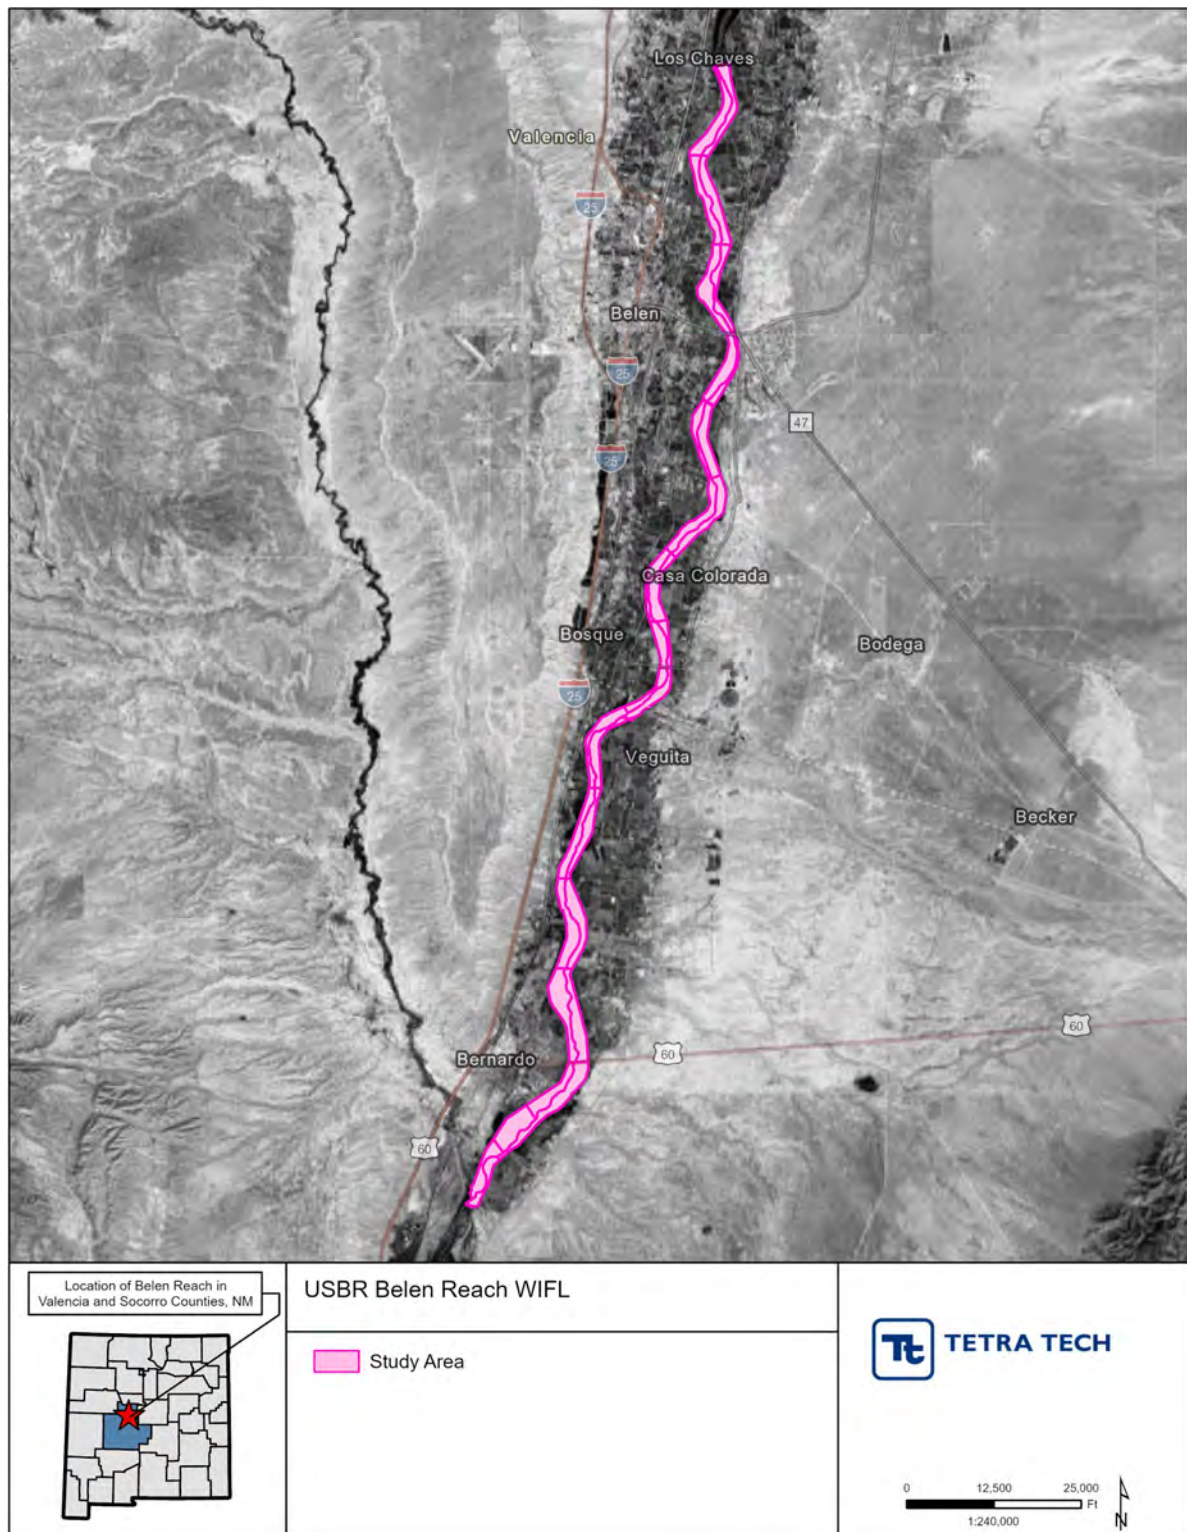 Los Chaves
Valencia
25
Belen
25
47
25
Casa Colorada
Bosque
Bodega
25
Veguita
Becker
60
60
Bernardo
60
Location of Belen Reach in
Valencia and Socorro Counties, NM
USBR Belen Reach WIFL
Study Area
Tt
TETRA TECH
0 12,500 25,000
Ft
1:240,000
N